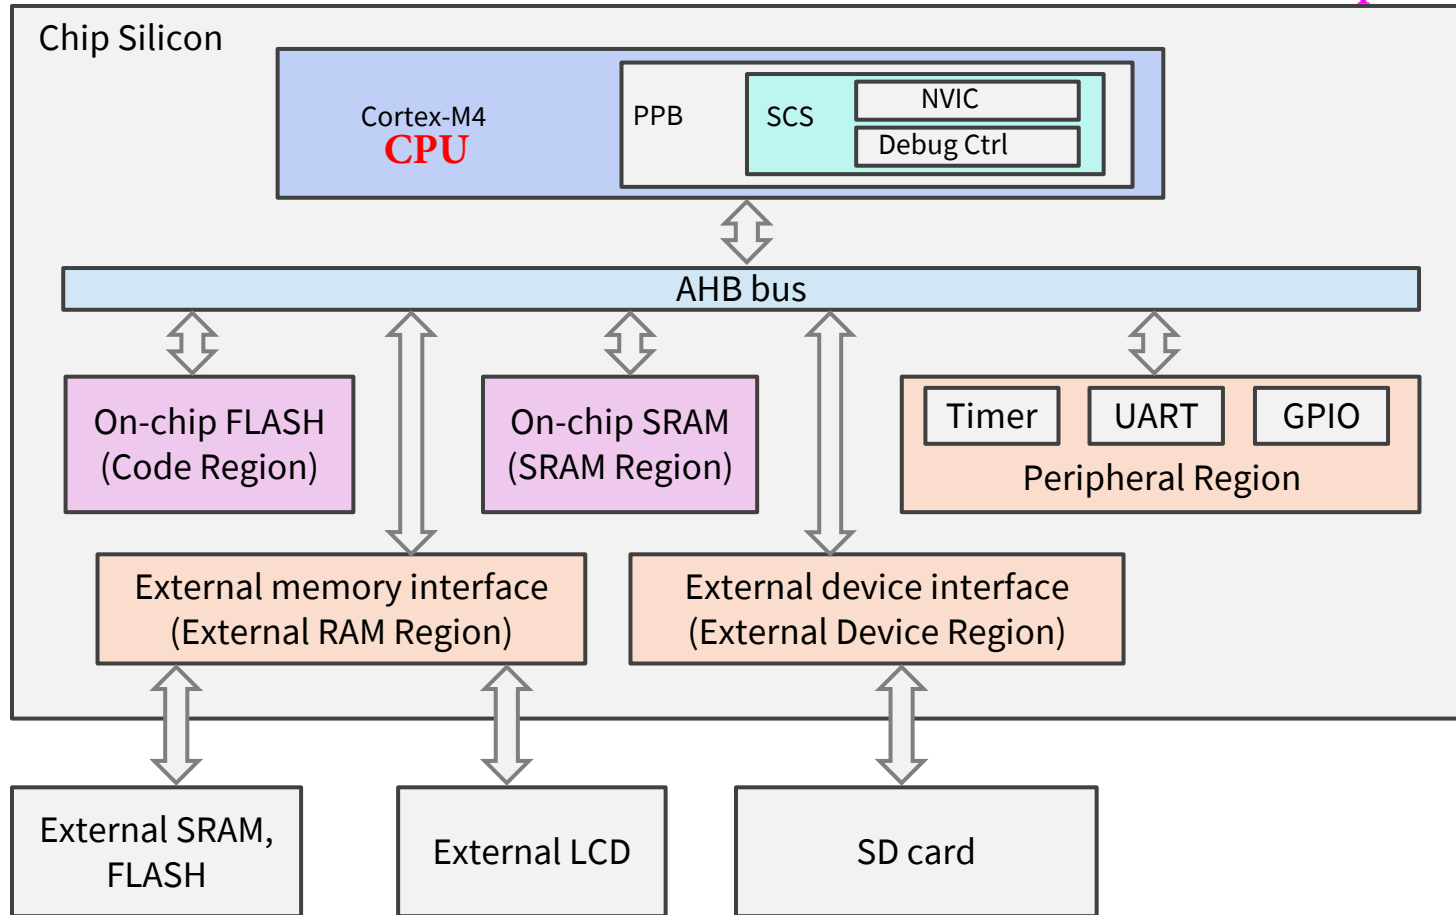 Chip Silicon
Cortex-M4
CPU
PPB
SCS
NVIC
Debug Ctrl
AHB bus
On-chip FLASH
(Code Region)
On-chip SRAM
(SRAM Region)
Timer
UART
GPIO
Peripheral Region
External memory interface
(External RAM Region)
External device interface
(External Device Region)
External SRAM,
FLASH
External LCD
SD card